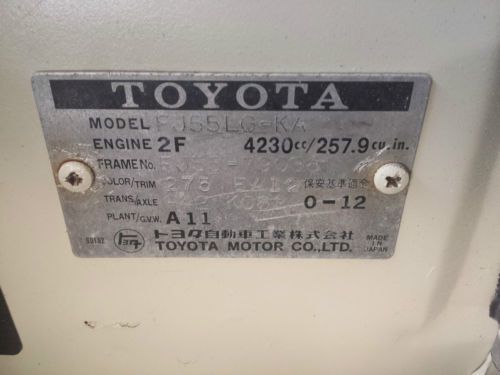 TOYOTA
MODEL FJ55LG-KA
ENGINE 2F 4230cc/257.9cu.in.
FRAME No.
COLOR/TRIM 保安基準適合
TRANS/AXLE 0-12
PLANT/G.V.W. A11
トヨタ自動車工業株式会社
TOYOTA MOTOR CO.,LTD.
MADE IN JAPAN